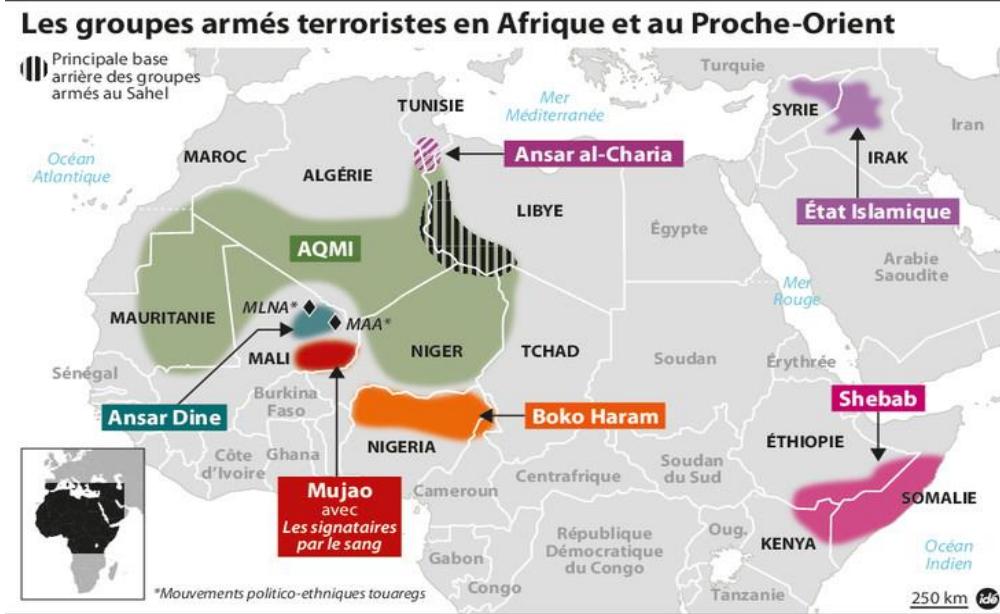 Les groupes armés terroristes en Afrique et au Proche-Orient
Principale base
arrière des groupes
armés au Sahel
Turquie
TUNISIE
Mer
Méditerranée
SYRIE
Iran
Océan
Atlantique
MAROC
ALGÉRIE
Ansar al-Charia
IRAK
LIBYE
Égypte
État Islamique
AQMI
Arabie
Saoudite
Mer
Rouge
MLNA*
MAA*
MAURITANIE
MALI
NIGER
TCHAD
Soudan
Érythrée
Sénégal
Burkina
Faso
Shebab
Ansar Dine
Boko Haram
NIGERIA
ÉTHIOPIE
Côte
d'Ivoire
Ghana
Soudan
du Sud
Centrafrique
Mujao
avec
Les signataires
par le sang
Cameroun
SOMALIE
République
Démocratique
du Congo
Oug.
KENYA
Océan
Indien
Gabon
Congo
Tanzanie
*Mouvements politico-ethniques touaregs
250 km
idé